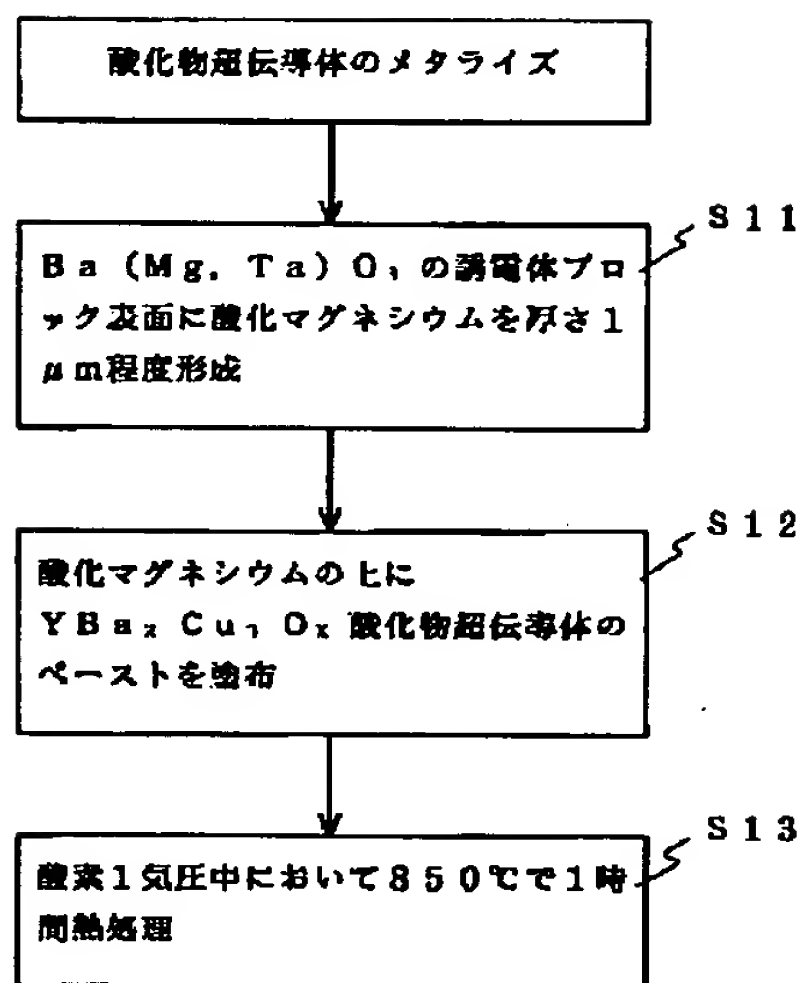 酸化物超伝導体のメタライズ
S11
Ba(Mg,Ta)O₃の誘電体ブロ
ック表面に酸化マグネシウムを厚さ1
μm程度形成
S12
酸化マグネシウムの上に
YBa₂Cu₃Oₓ酸化物超伝導体の
ペーストを塗布
S13
酸素1気圧中において850℃で1時
間熱処理